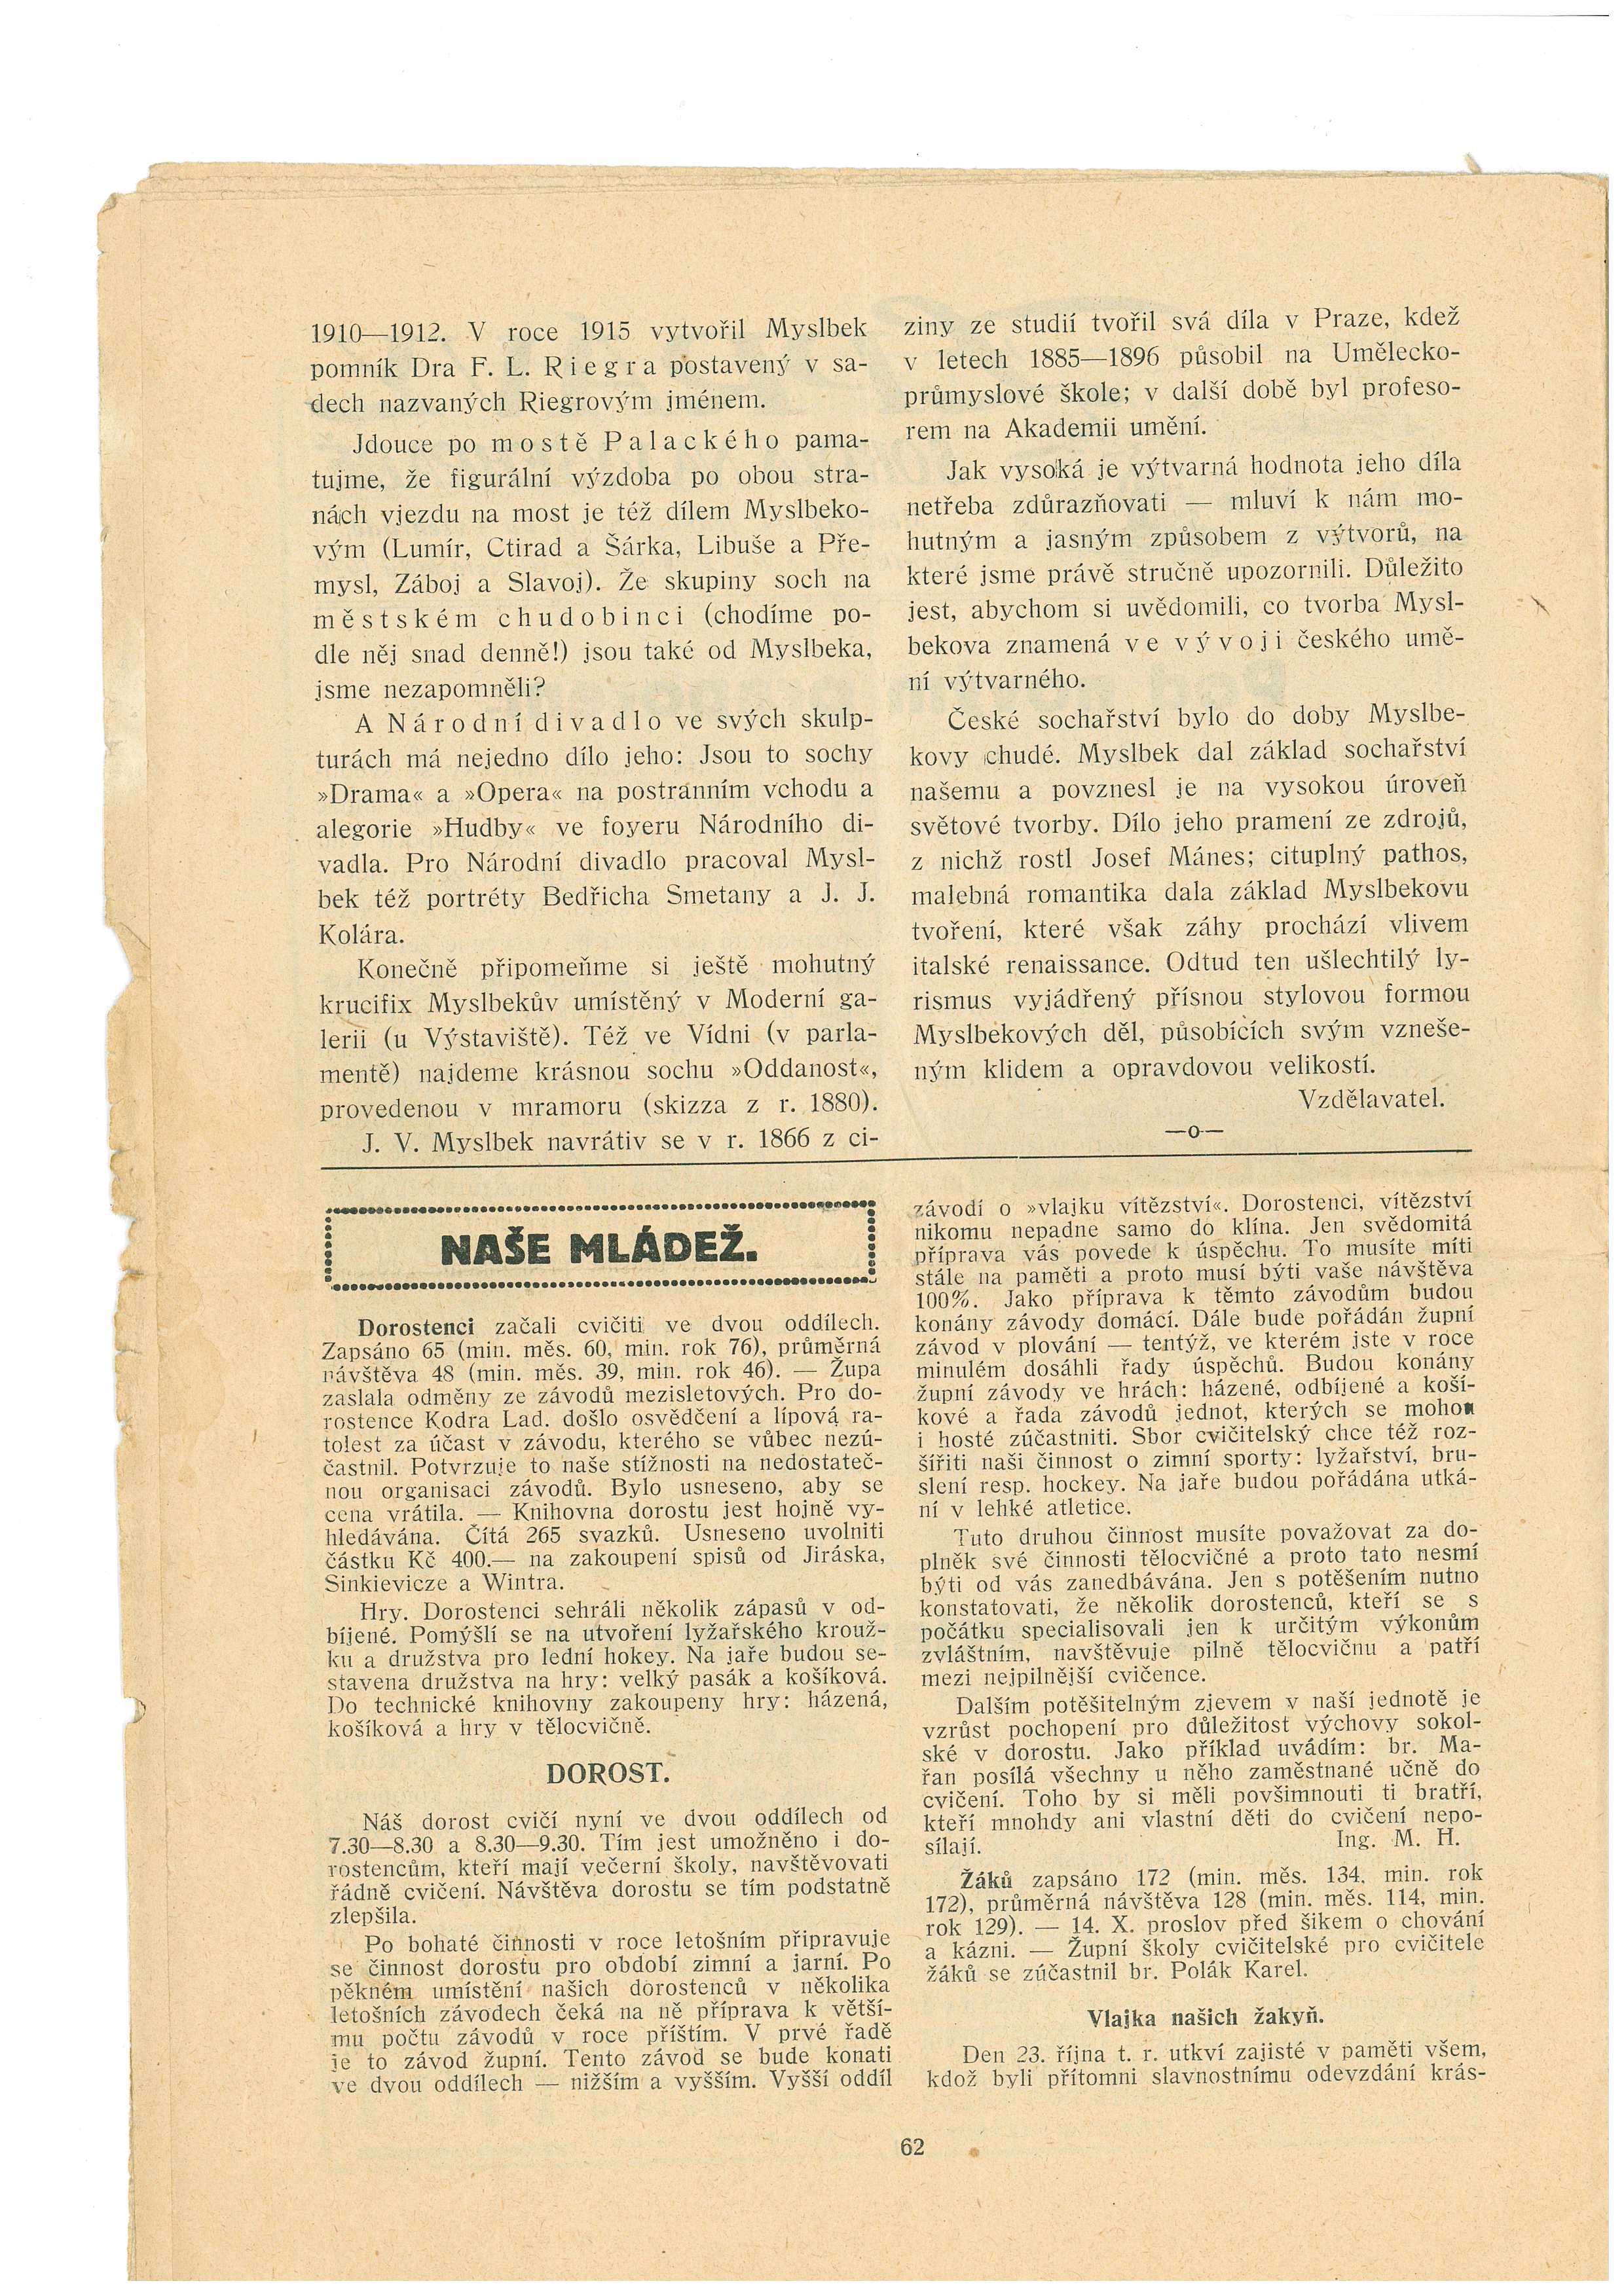 1910—1912. V roce 1915 vytvořil Myslbek
pomník Dra F. L. Riegra postavený v sa-
dech nazvaných Riegrovým jménem.
Jdouce po mostě Palackého pama-
tujme, že figurální výzdoba po obou stra-
nách vjezdu na most je též dílem Myslbeko-
vým (Lumír, Ctirad a Šárka, Libuše a Pře-
mysl, Záboj a Slavoj). Že skupiny soch na
městském chudobinci (chodíme po-
dle něj snad denně!) jsou také od Myslbeka,
jsme nezapomněli?
A Národní divadlo ve svých skulp-
turách má nejedno dílo jeho: Jsou to sochy
»Drama« a »Opera« na postranním vchodu a
alegorie »Hudby« ve foyeru Národního di-
vadla. Pro Národní divadlo pracoval Mysl-
bek též portréty Bedřicha Smetany a J. J.
Kolára.
Konečně připomeňme si ještě mohutný
krucifix Myslbekův umístěný v Moderní ga-
lerii (u Výstaviště). Též ve Vídni (v parla-
mentě) najdeme krásnou sochu »Oddanost«,
provedenou v mramoru (skizza z r. 1880).
J. V. Myslbek navrátiv se v r. 1866 z ci-
ziny ze studií tvořil svá díla v Praze, kdež
v letech 1885—1896 působil na Umělecko-
průmyslové škole; v další době byl profeso-
rem na Akademii umění.
Jak vysoká je výtvarná hodnota jeho díla
netřeba zdůrazňovati — mluví k nám mo-
hutným a jasným způsobem z výtvorů, na
které jsme právě stručně upozornili. Důležito
jest, abychom si uvědomili, co tvorba Mysl-
bekova znamená ve vývoji českého umě-
ní výtvarného.
České sochařství bylo do doby Myslbe-
kovy chudé. Myslbek dal základ sochařství
našemu a povznesl je na vysokou úroveň
světové tvorby. Dílo jeho pramení ze zdrojů,
z nichž rostl Josef Mánes; cituplný pathos,
malebná romantika dala základ Myslbekovu
tvoření, které však záhy prochází vlivem
italské renaissance. Odtud ten ušlechtilý ly-
rismus vyjádřený přísnou stylovou formou
Myslbekových děl, působících svým vzneše-
ným klidem a opravdovou velikostí.
Vzdělavatel.
—o—
NAŠE MLÁDEŽ.
Dorostenci začali cvičiti ve dvou oddílech.
Zapsáno 65 (min. měs. 60, min. rok 76), průměrná
návštěva 48 (min. měs. 39, min. rok 46). — Župa
zaslala odměny ze závodů mezisletových. Pro do-
rostence Kodra Lad. došlo osvědčení a lípová ra-
tolest za účast v závodu, kterého se vůbec nezú-
častnil. Potvrzuje to naše stížnosti na nedostateč-
nou organisaci závodů. Bylo usneseno, aby se
cena vrátila. — Knihovna dorostu jest hojně vy-
hledávána. Čítá 265 svazků. Usneseno uvolniti
částku Kč 400.— na zakoupení spisů od Jiráska,
Sinkievicze a Wintra.
Hry. Dorostenci sehráli několik zápasů v od-
bíjené. Pomýšlí se na utvoření lyžařského krouž-
ku a družstva pro lední hokey. Na jaře budou se-
stavena družstva na hry: velký pasák a košíková.
Do technické knihovny zakoupeny hry: házená,
košíková a hry v tělocvičně.
DOROST.
Náš dorost cvičí nyní ve dvou oddílech od
7.30—8.30 a 8.30—9.30. Tím jest umožněno i do-
rostencům, kteří mají večerní školy, navštěvovati
řádně cvičení. Návštěva dorostu se tím podstatně
zlepšila.
Po bohaté činnosti v roce letošním připravuje
se činnost dorostu pro období zimní a jarní. Po
pěkném umístění našich dorostenců v několika
letošních závodech čeká na ně příprava k větší-
mu počtu závodů v roce příštím. V prvé řadě
je to závod župní. Tento závod se bude konati
ve dvou oddílech — nižším a vyšším. Vyšší oddíl
závodí o »vlajku vítězství«. Dorostenci, vítězství
nikomu nepadne samo do klína. Jen svědomitá
příprava vás povede k úspěchu. To musíte míti
stále na paměti a proto musí býti vaše návštěva
100%. Jako příprava k těmto závodům budou
konány závody domácí. Dále bude pořádán župní
závod v plování — tentýž, ve kterém jste v roce
minulém dosáhli řady úspěchů. Budou konány
župní závody ve hrách: házené, odbíjené a koší-
kové a řada závodů jednot, kterých se mohou
i hosté zúčastniti. Sbor cvičitelský chce též roz-
šířiti naši činnost o zimní sporty: lyžařství, bru-
slení resp. hockey. Na jaře budou pořádána utká-
ní v lehké atletice.
Tuto druhou činnost musíte považovat za do-
plněk své činnosti tělocvičné a proto tato nesmí
býti od vás zanedbávána. Jen s potěšením nutno
konstatovati, že několik dorostenců, kteří se s
počátku specialisovali jen k určitým výkonům
zvláštním, navštěvuje pilně tělocvičnu a patří
mezi nejpilnější cvičence.
Dalším potěšitelným zjevem v naší jednotě je
vzrůst pochopení pro důležitost výchovy sokol-
ské v dorostu. Jako příklad uvádím: br. Ma-
řan posílá všechny u něho zaměstnané učně do
cvičení. Toho by si měli povšimnouti ti bratří,
kteří mnohdy ani vlastní děti do cvičení nepo-
sílají. Ing. M. H.
Žáků zapsáno 172 (min. měs. 134, min. rok
172), průměrná návštěva 128 (min. měs. 114, min.
rok 129). — 14. X. proslov před šikem o chování
a kázni. — Župní školy cvičitelské pro cvičitele
žáků se zúčastnil br. Polák Karel.
Vlajka našich žakyň.
Den 23. října t. r. utkví zajisté v paměti všem,
kdož byli přítomni slavnostnímu odevzdání krás-
62